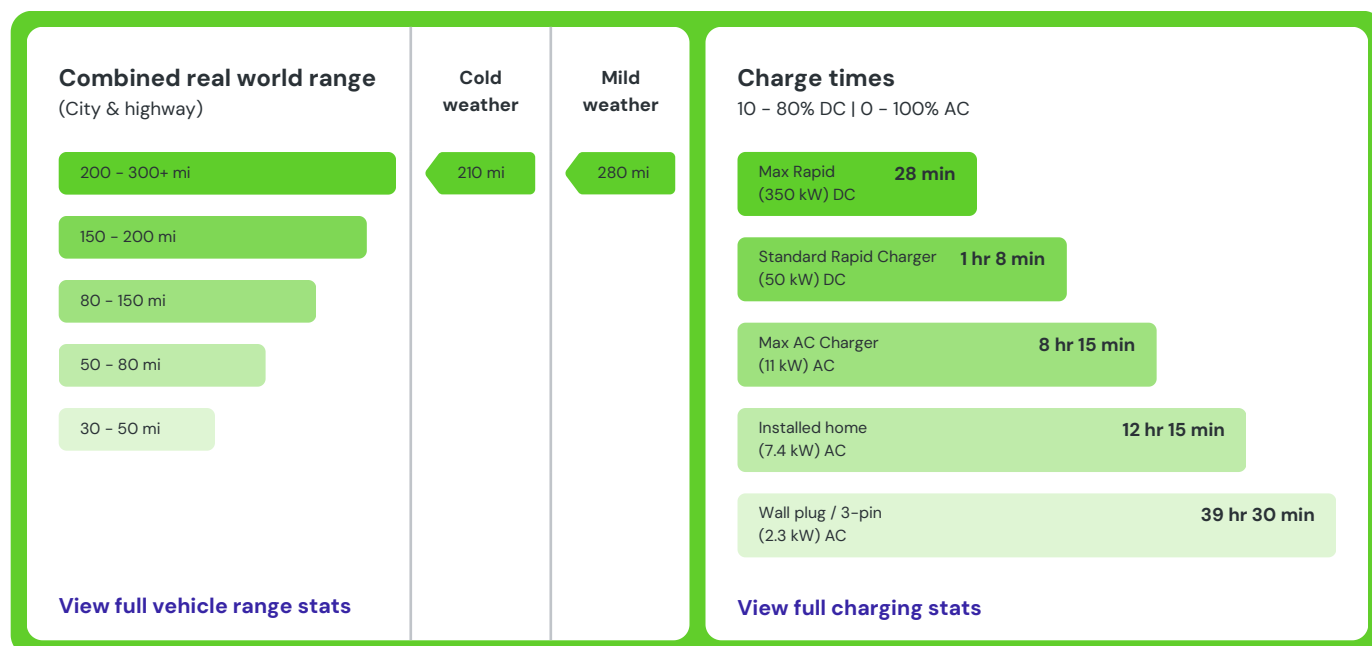 Combined real world range
(City & highway)
Cold
weather
Mild
weather
200 - 300+ mi
210 mi
280 mi
150 - 200 mi
80 - 150 mi
50 - 80 mi
30 - 50 mi
View full vehicle range stats
Charge times
10 - 80% DC | 0 - 100% AC
Max Rapid
(350 kW) DC
28 min
Standard Rapid Charger
(50 kW) DC
1 hr 8 min
Max AC Charger
(11 kW) AC
8 hr 15 min
Installed home
(7.4 kW) AC
12 hr 15 min
Wall plug / 3-pin
(2.3 kW) AC
39 hr 30 min
View full charging stats